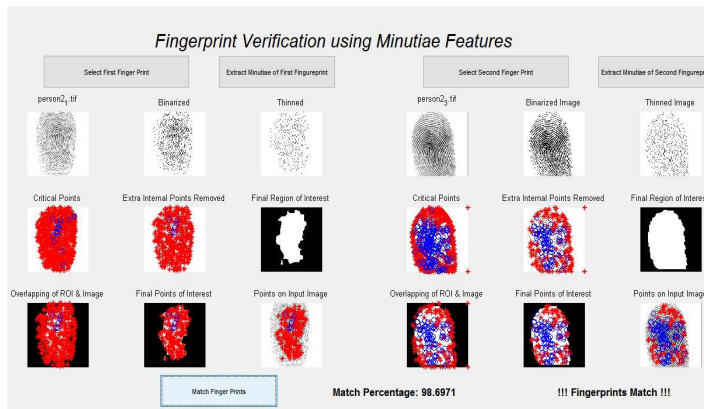 Fingerprint Verification using Minutiae Features
Select First Finger Print
Extract Minutiae of First Fingureprint
Select Second Finger Print
Extract Minutiae of Second Fingureprint
person2₁.tif
Binarized
Thinned
person2₃.tif
Binarized Image
Thinned Image
Critical Points
Extra Internal Points Removed
Final Region of Interest
Critical Points
Extra Internal Points Removed
Final Region of Interest
Overlapping of ROI & Image
Final Points of Interest
Points on Input Image
Overlapping of ROI & Image
Final Points of Interest
Points on Input Image
Match Finger Prints
Match Percentage: 98.6971
!!! Fingerprints Match !!!